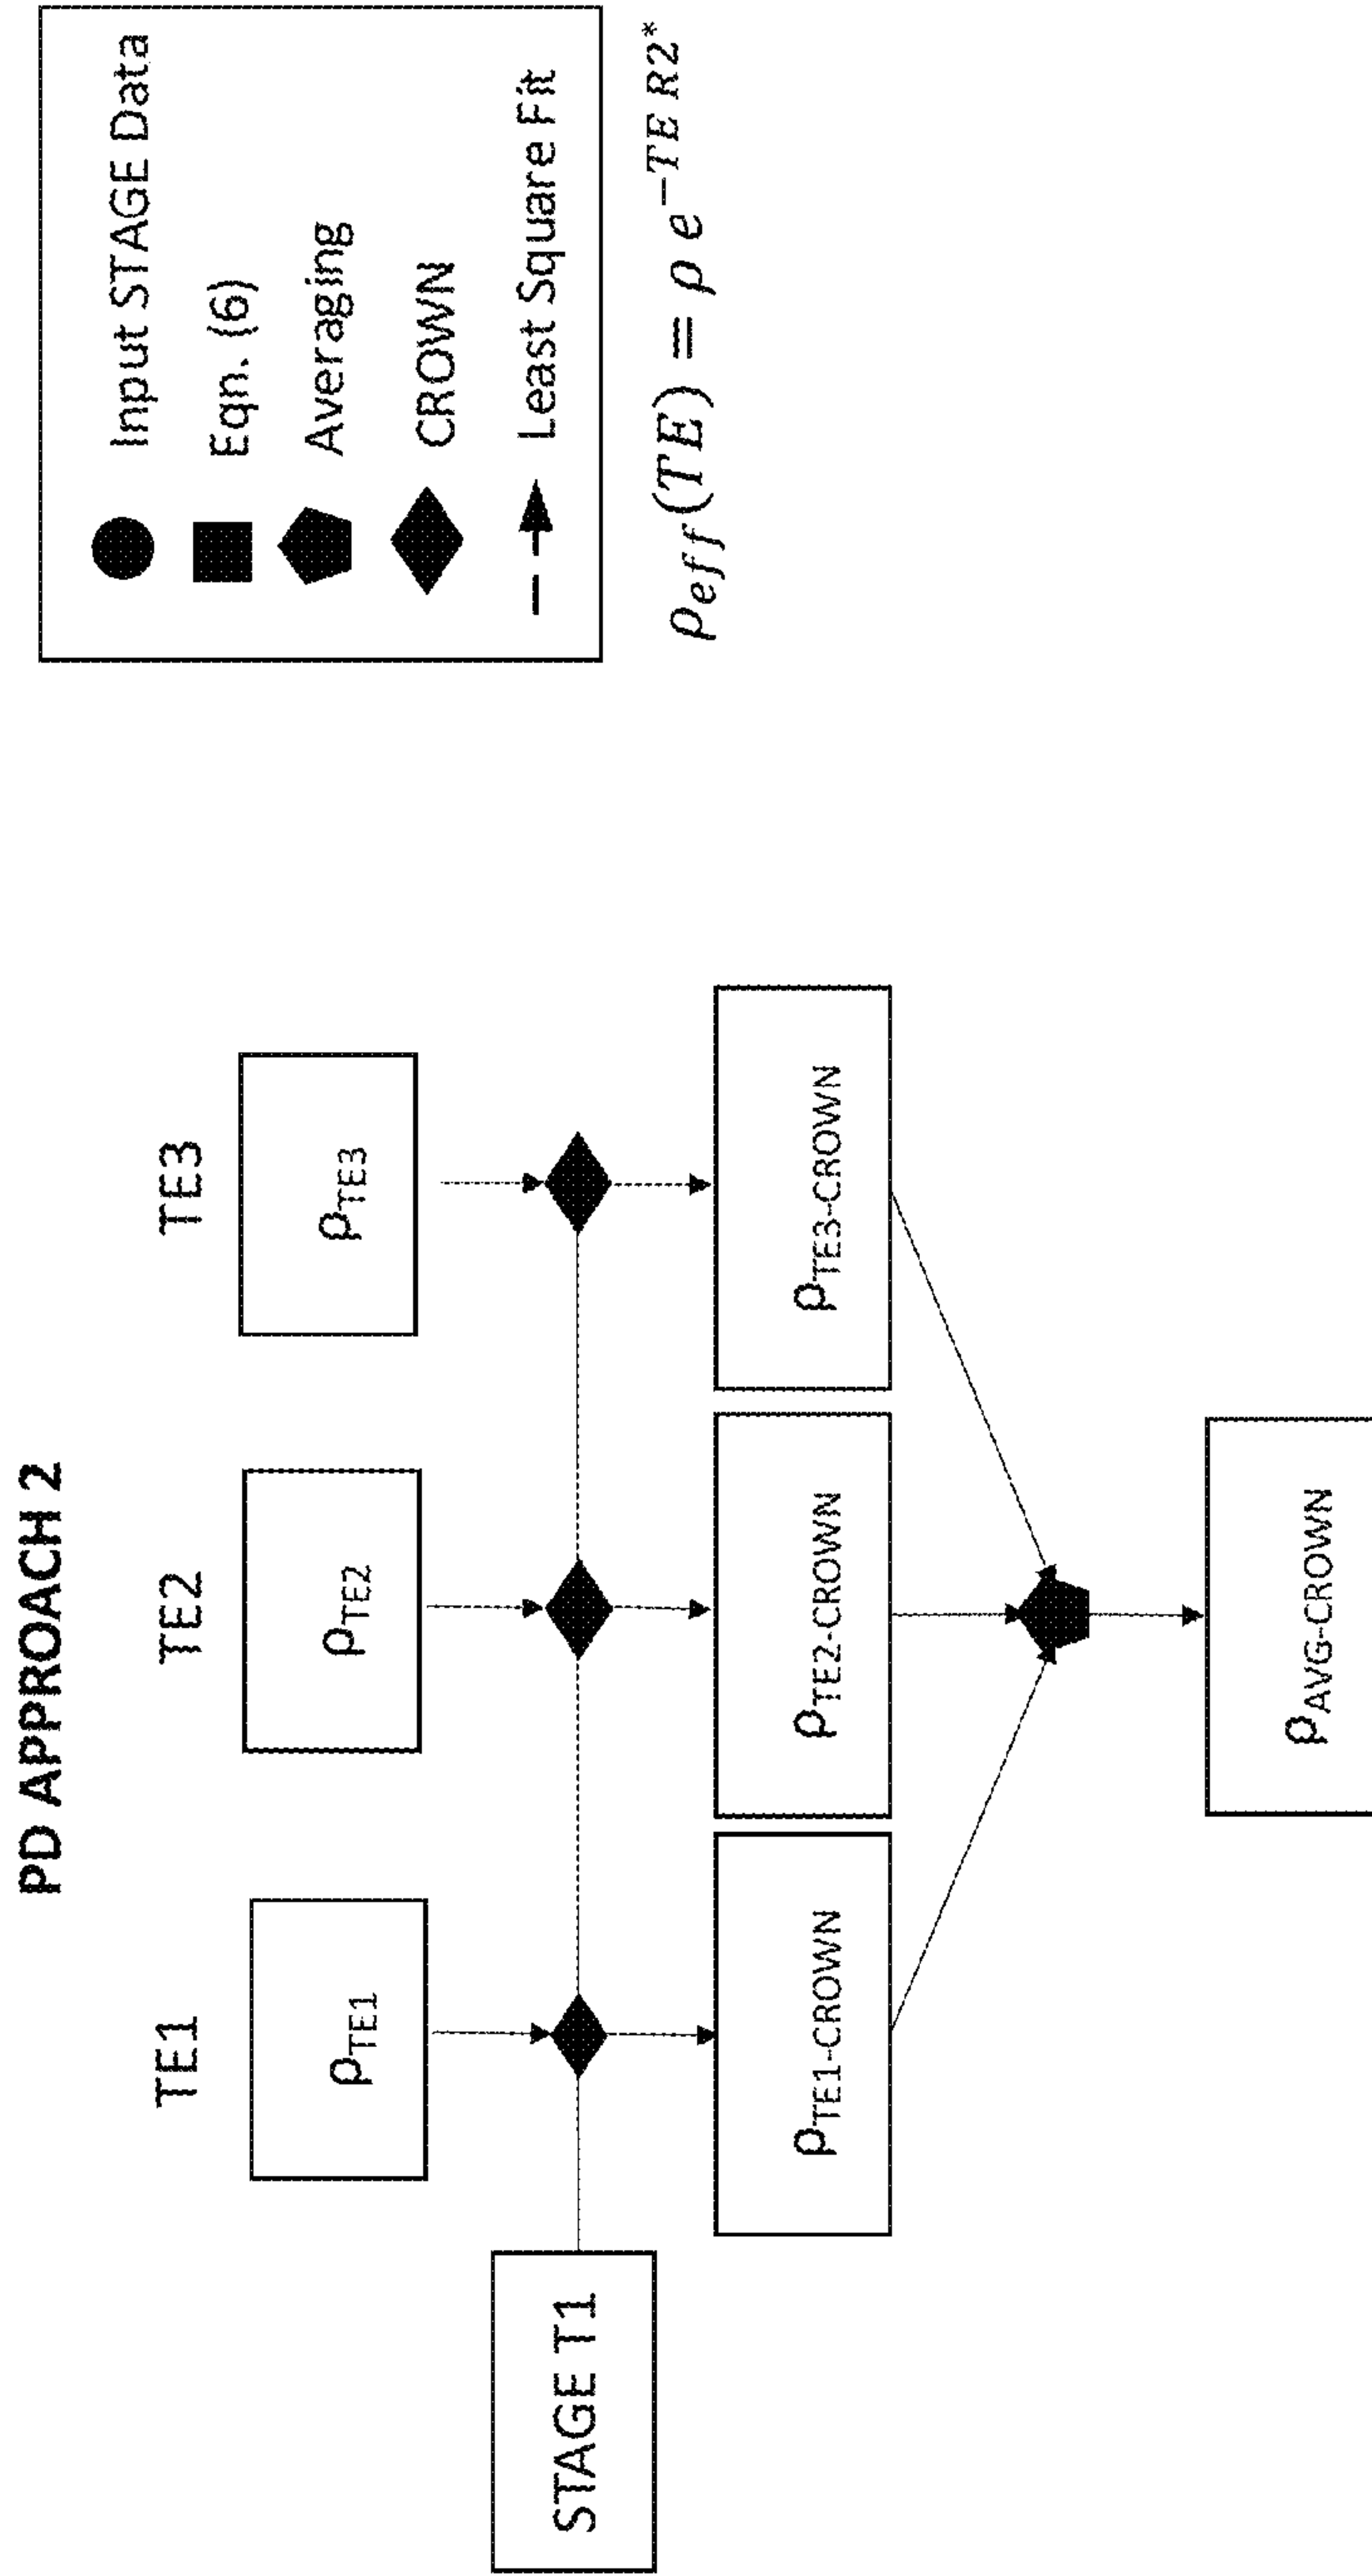 PD APPROACH 2
TE1
TE2
TE3
ρTE1
ρTE2
ρTE3
STAGE T1
ρTE1-CROWN
ρTE2-CROWN
ρTE3-CROWN
ρAVG-CROWN
Input STAGE Data
Eqn. (6)
Averaging
CROWN
Least Square Fit
ρeff(TE) = ρ e^−TE R2*